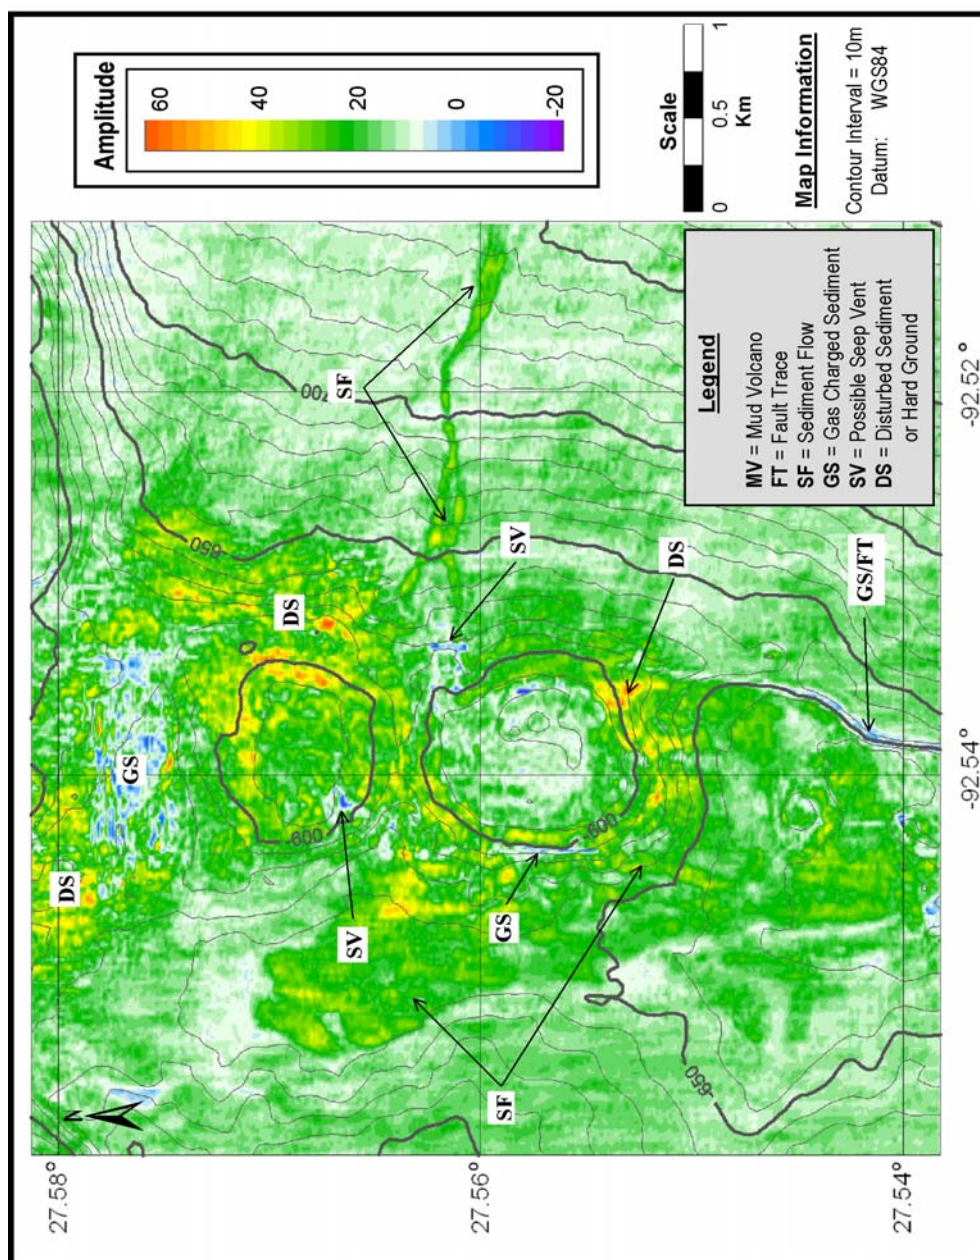 Amplitude
60
40
20
0
-20
Scale
0
0.5
1
Km
Map Information
Contour Interval = 10m
Datum: WGS84
Legend
MV = Mud Volcano
FT = Fault Trace
SF = Sediment Flow
GS = Gas Charged Sediment
SV = Possible Seep Vent
DS = Disturbed Sediment
or Hard Ground
27.58°
27.56°
27.54°
-92.54°
-92.52°
DS
GS
DS
SF
SV
SV
GS
DS
SF
GS/FT
-700
-650
-600
-600
-650